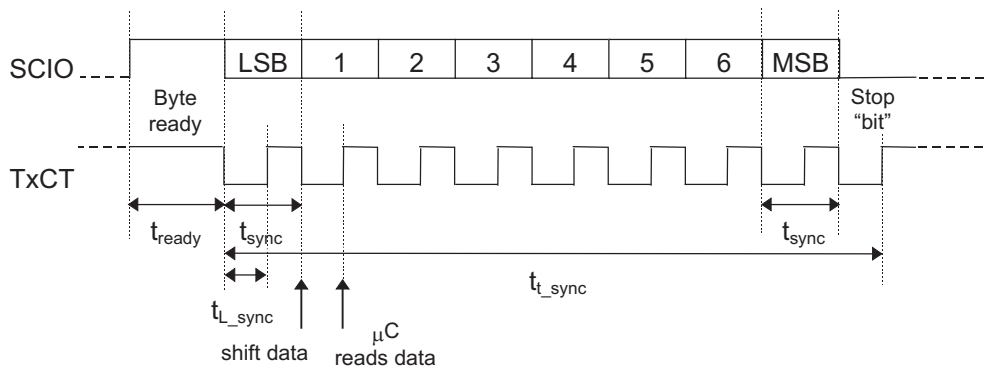 SCIO
LSB 1 2 3 4 5 6 MSB
Byte
ready
Stop
“bit”
TxCT
tready
tsync
tsync
tL_sync
tt_sync
shift data
μC
reads data